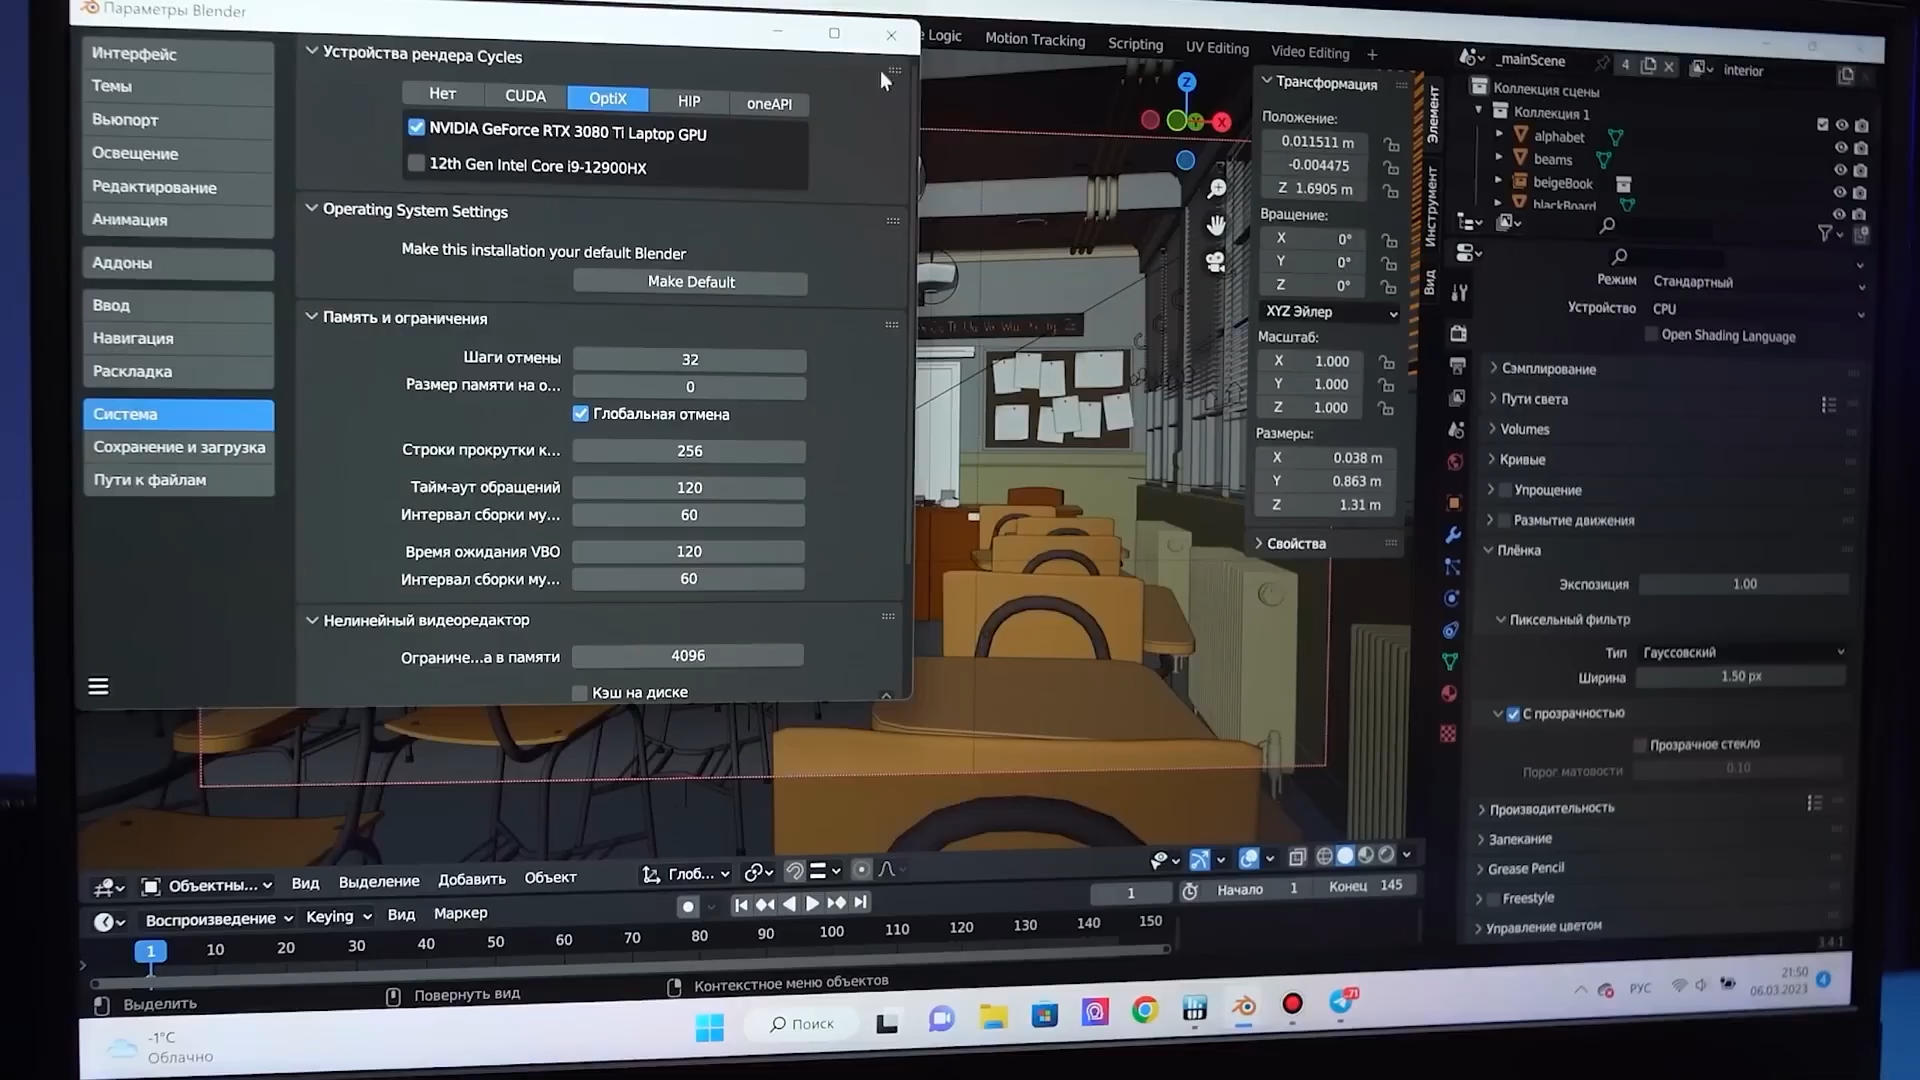 Параметры Blender
Интерфейс
Темы
Вьюпорт
Освещение
Редактирование
Анимация
Аддоны
Ввод
Навигация
Раскладка
Система
Сохранение и загрузка
Пути к файлам
Устройства рендера Cycles
Нет
CUDA
OptiX
HIP
oneAPI
NVIDIA GeForce RTX 3080 Ti Laptop GPU
12th Gen Intel Core i9-12900HX
Operating System Settings
Make this installation your default Blender
Make Default
Память и ограничения
Шаги отмены 32
Размер памяти на о... 0
Глобальная отмена
Строки прокрутки к... 256
Тайм-аут обращений 120
Интервал сборки му... 60
Время ожидания VBO 120
Интервал сборки му... 60
Нелинейный видеоредактор
Ограниче...а в памяти 4096
Кэш на диске
e Logic
Motion Tracking
Scripting
UV Editing
Video Editing
Z
X
Трансформация
Положение:
0.011511 m
-0.004475
Z 1.6905 m
Вращение:
X 0°
Y 0°
Z 0°
XYZ Эйлер
Масштаб:
X 1.000
Y 1.000
Z 1.000
Размеры:
X 0.038 m
Y 0.863 m
Z 1.31 m
Свойства
Элемент
Инструмент
Вид
_mainScene
4
interior
Коллекция сцены
Коллекция 1
alphabet
beams
beigeBook
blackBoard
Режим Стандартный
Устройство CPU
Open Shading Language
Сэмплирование
Пути света
Volumes
Кривые
Упрощение
Размытие движения
Плёнка
Экспозиция 1.00
Пиксельный фильтр
Тип Гауссовский
Ширина 1.50 px
С прозрачностью
Прозрачное стекло
Порог матовости 0.10
Производительность
Запекание
Grease Pencil
Freestyle
Управление цветом
3.4.1
Объектны...
Вид
Выделение
Добавить
Объект
Глоб...
Воспроизведение
Keying
Вид
Маркер
1
Начало 1
Конец 145
1 10 20 30 40 50 60 70 80 90 100 110 120 130 140 150
Выделить
Повернуть вид
Контекстное меню объектов
-1°C
Облачно
Поиск
71
РУС
21:50
06.03.2023
4